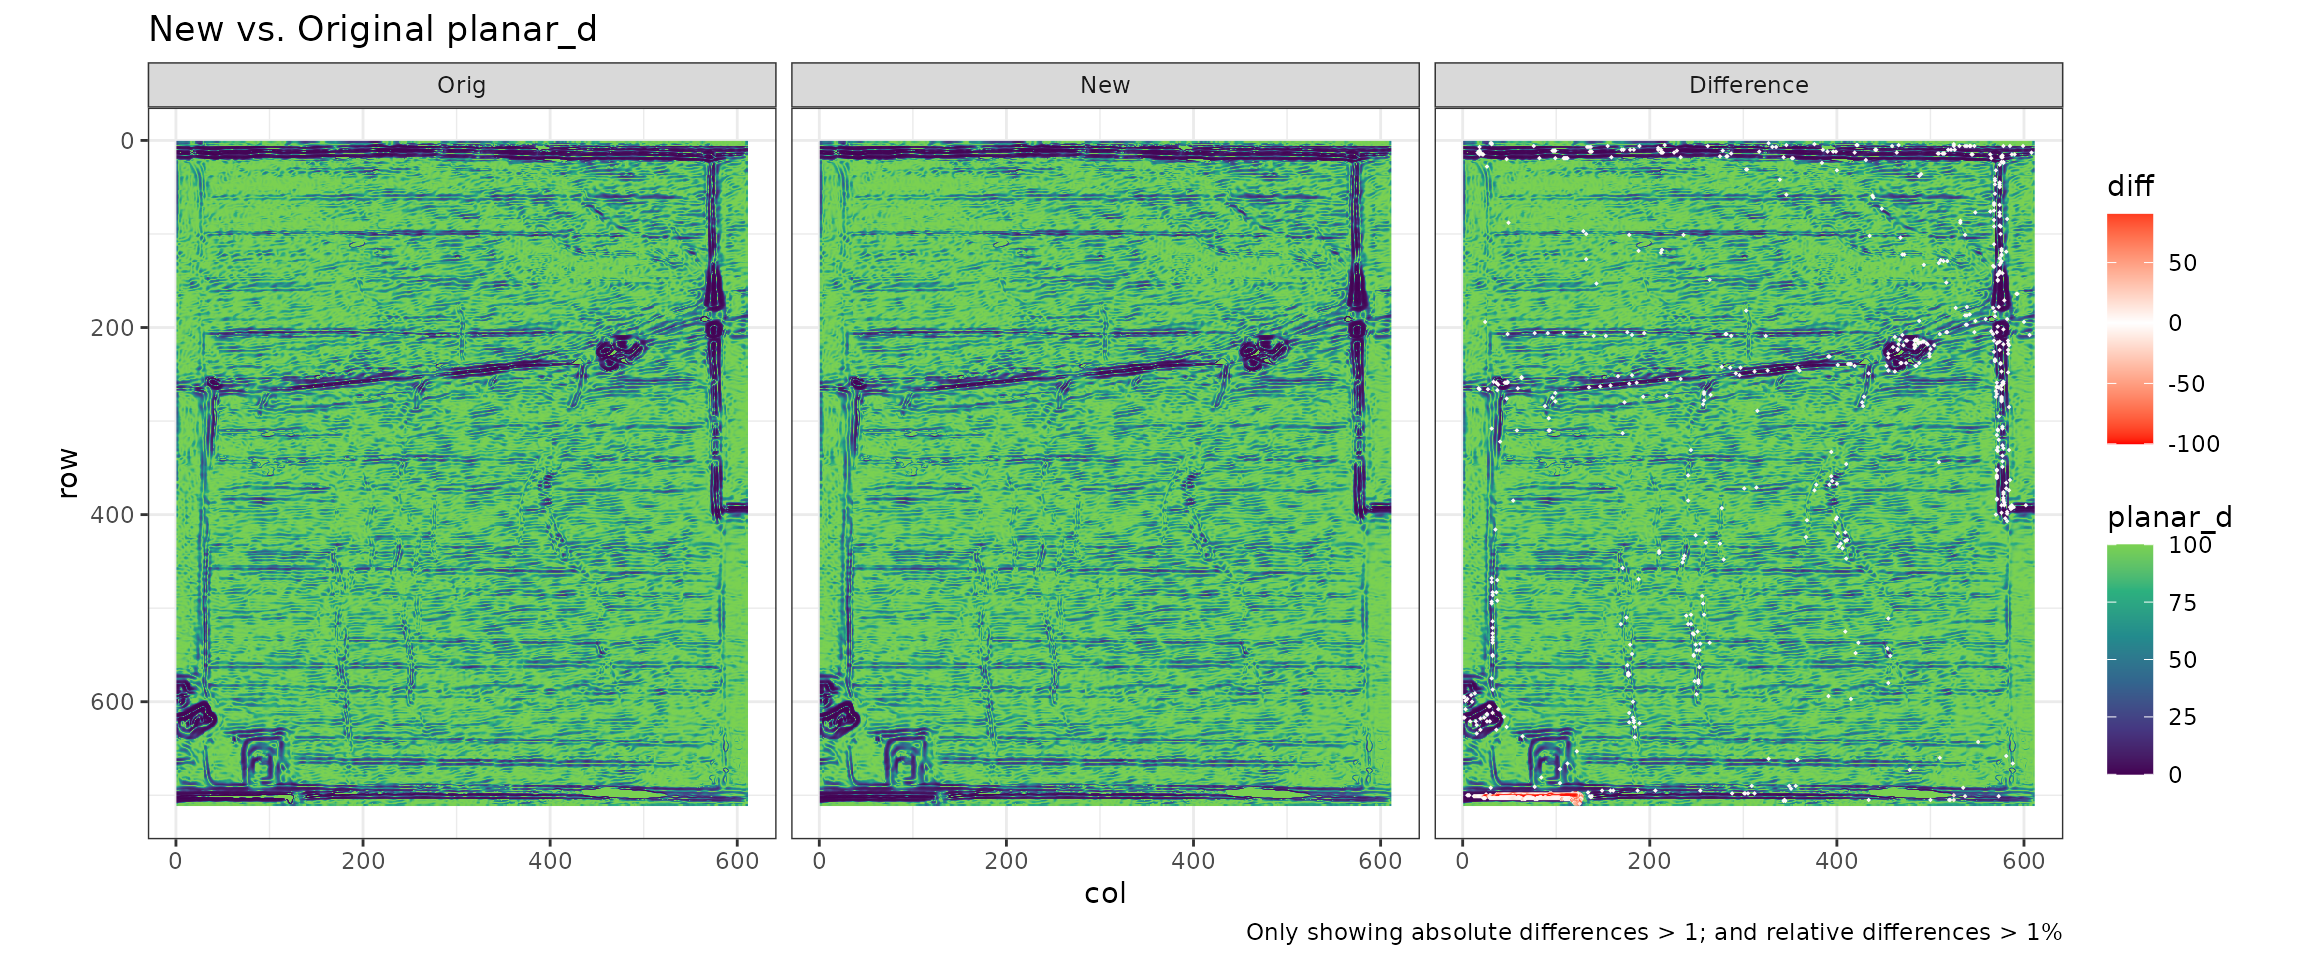 New vs. Original planar_d
Orig
New
Difference
row
0
200
400
600
0 200 400 600
0 200 400 600
0 200 400 600
col
diff
50
0
-50
-100
planar_d
100
75
50
25
0
Only showing absolute differences > 1; and relative differences > 1%